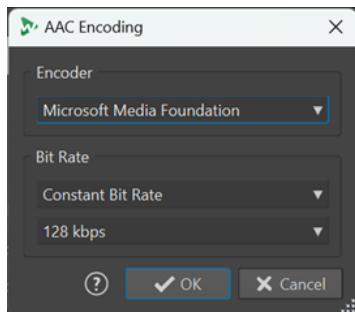 AAC Encoding
Encoder
Microsoft Media Foundation
Bit Rate
Constant Bit Rate
128 kbps
? OK Cancel